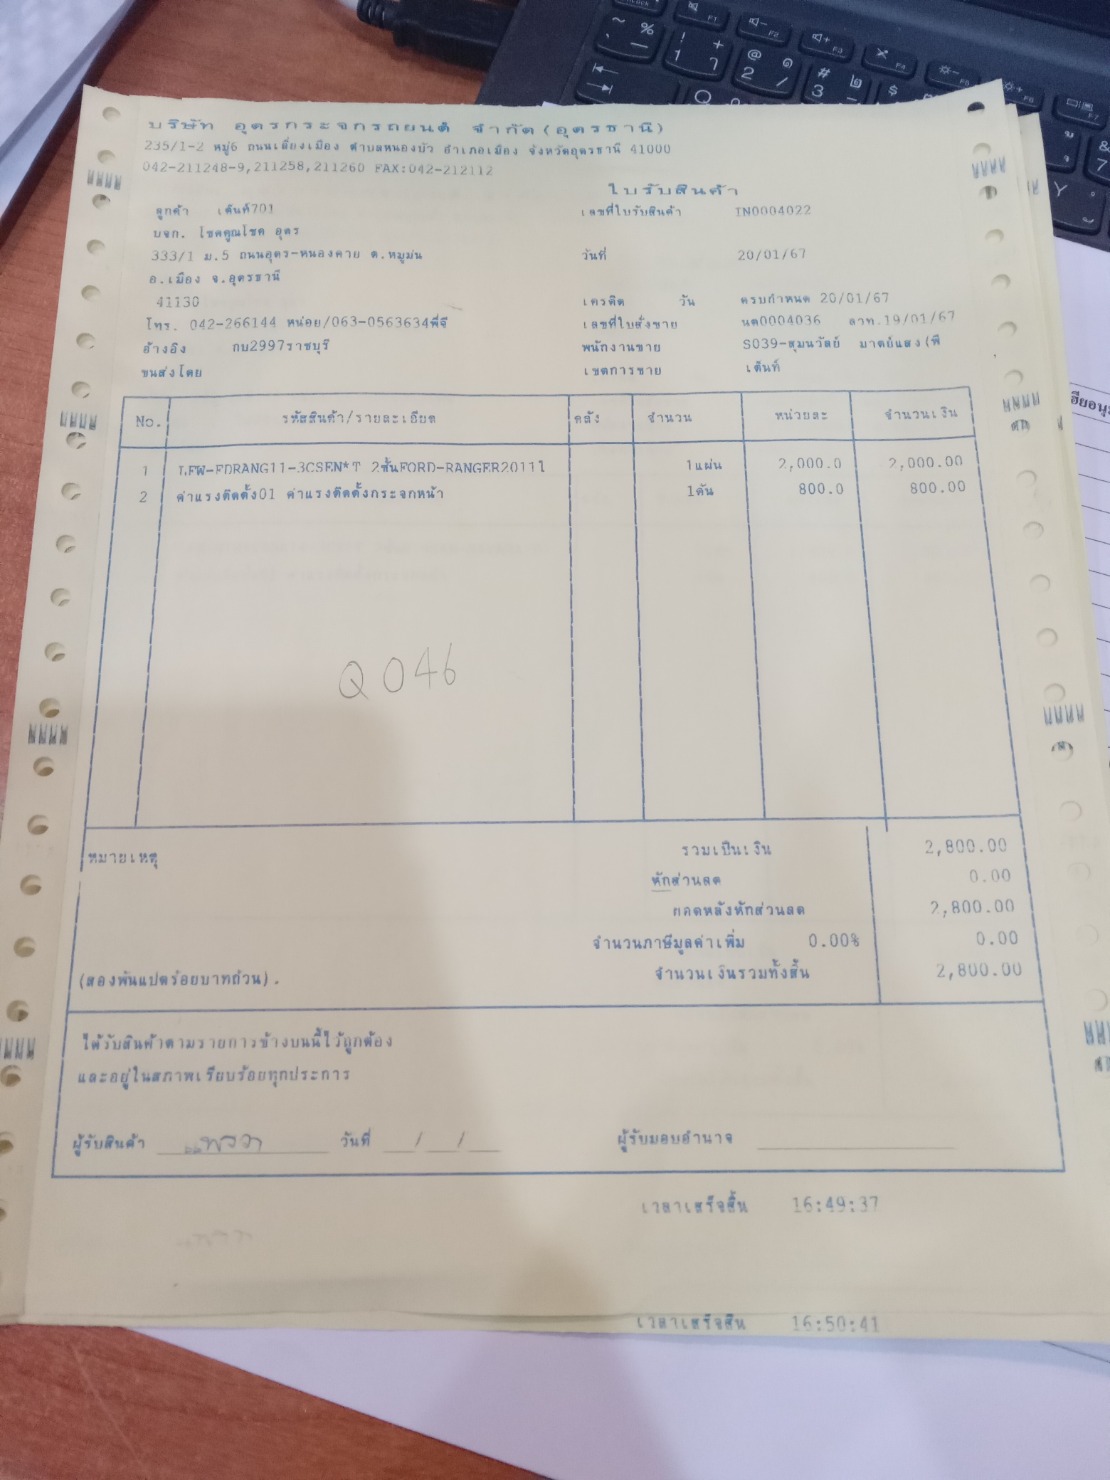 บริษัท อุดรกระจกรถยนต์ จำกัด(อุดรธานี)
235/1-2 หมู่6 ถนนเลี่ยงเมือง ตำบลหนองบัว อำเภอเมือง จังหวัดอุดรธานี 41000
042-211248-9,211258,211260 FAX:042-212112
ใบรับสินค้า
ลูกค้า เต้นท์701 เลขที่ใบรับสินค้า IN0004022
บจก. โชคคูณโชค อุดร
333/1 ม.5 ถนนอุดร-หนองคาย ต.หมูม่น วันที่ 20/01/67
อ.เมือง จ.อุดรธานี
41130 เครดิต วัน ครบกำหนด 20/01/67
โทร. 042-266144 หน่อย/063-0563634พี่จี เลขที่ใบสั่งขาย นค0004036 ลาท.19/01/67
อ้างอิง กบ2997ราชบุรี พนักงานขาย S039-สุมนวัลย์ มาตย์แสง(พี่
ขนส่งโดย เขตการขาย เต้นท์
No. รหัสสินค้า/รายละเอียด คลัง จำนวน หน่วยละ จำนวนเงิน
1 LFW-FDRANG11-3CSEN*T 2ชั้นFORD-RANGER20111 1แผ่น 2,000.0 2,000.00
2 ค่าแรงติดตั้ง01 ค่าแรงติดตั้งกระจกหน้า 1คัน 800.0 800.00
Q 046
หมายเหตุ รวมเป็นเงิน 2,800.00
หักส่วนลด 0.00
ยอดหลังหักส่วนลด 2,800.00
จำนวนภาษีมูลค่าเพิ่ม 0.00% 0.00
(สองพันแปดร้อยบาทถ้วน). จำนวนเงินรวมทั้งสิ้น 2,800.00
ได้รับสินค้าตามรายการข้างบนนี้ไว้ถูกต้อง
และอยู่ในสภาพเรียบร้อยทุกประการ
ผู้รับสินค้า วันที่ / / ผู้รับมอบอำนาจ
เวลาเสร็จสิ้น 16:49:37
เวลาเสร็จสิ้น 16:50:41